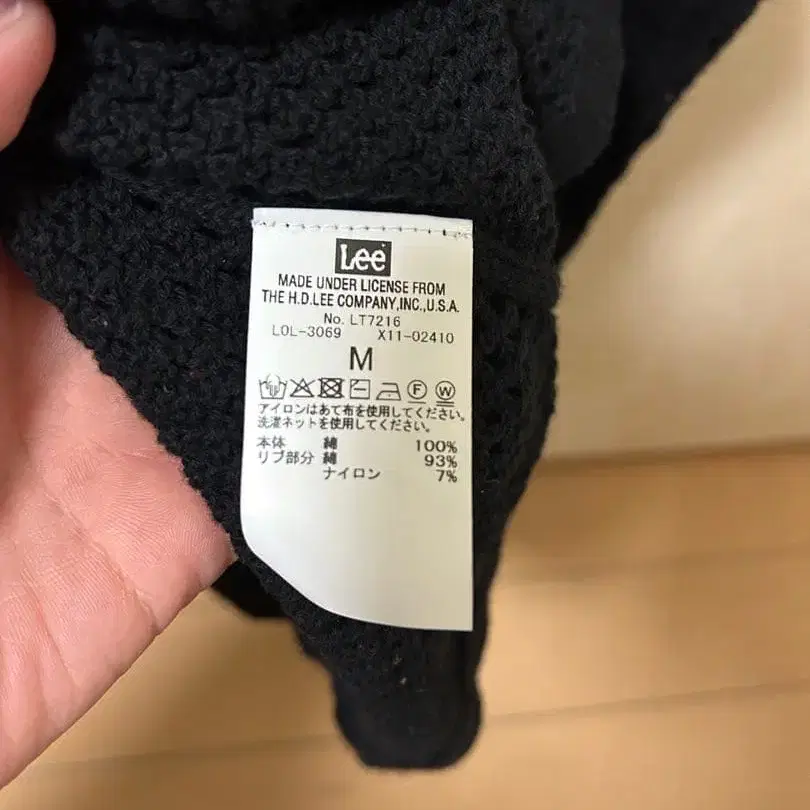 Lee
MADE UNDER LICENSE FROM
THE H.D.LEE COMPANY,INC.,U.S.A.
No. LT7216
LOL-3069 X11-02410
M
F W
アイロンはあて布を使用してください。
洗濯ネットを使用してください。
本体 綿 100%
リブ部分 綿 93%
ナイロン 7%